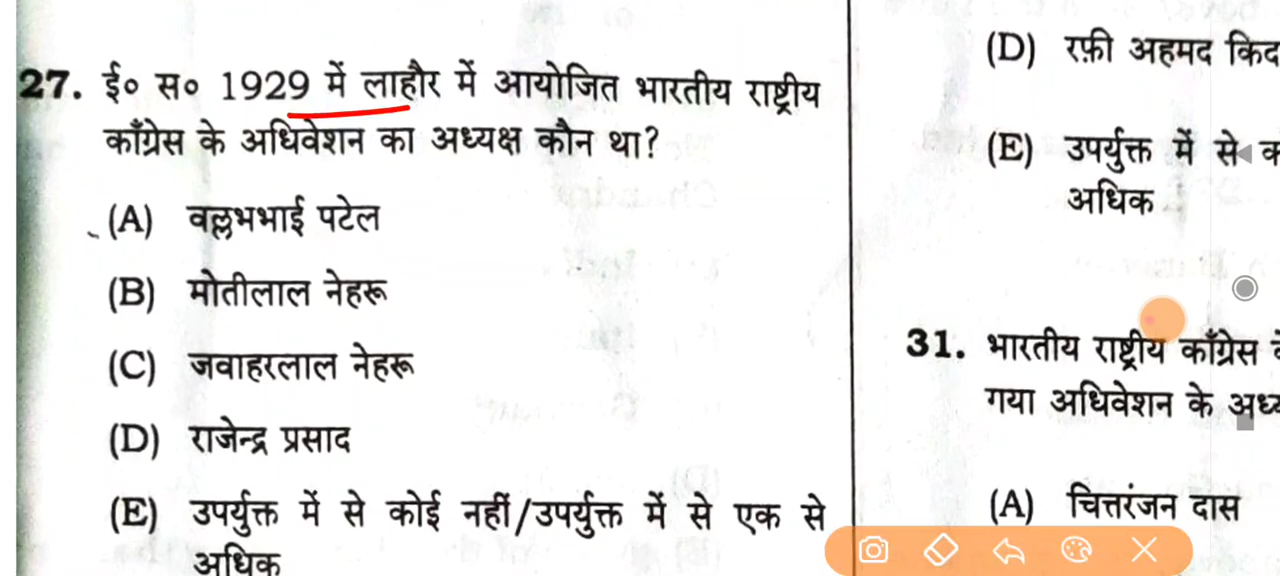 27. ई० स० 1929 में लाहौर में आयोजित भारतीय राष्ट्रीय
काँग्रेस के अधिवेशन का अध्यक्ष कौन था?
(A) वल्लभभाई पटेल
(B) मोतीलाल नेहरू
(C) जवाहरलाल नेहरू
(D) राजेन्द्र प्रसाद
(E) उपर्युक्त में से कोई नहीं/उपर्युक्त में से एक से
अधिक
(D) रफ़ी अहमद किद
(E) उपर्युक्त में से
अधिक
31. भारतीय राष्ट्रीय काँग्रेस
गया अधिवेशन के
(A) चित्तरंजन दास